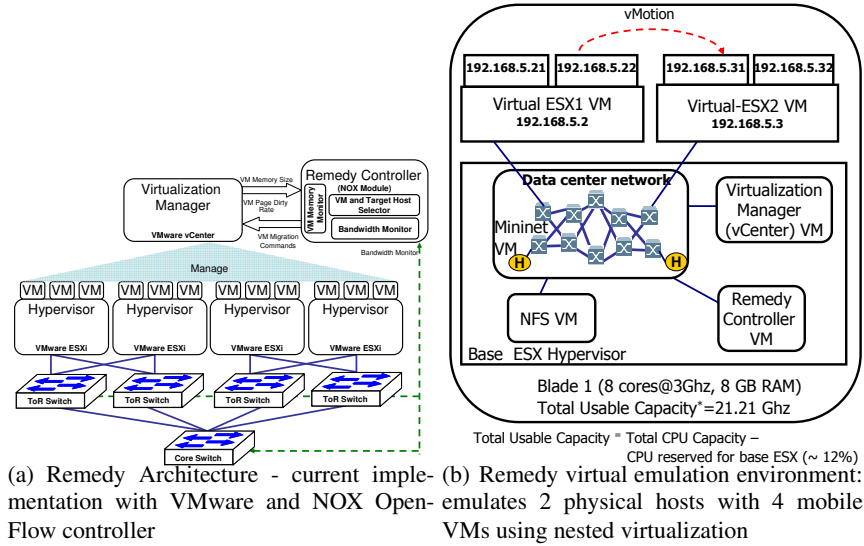 VM Memory Size
VM Page Dirty
Rate
VM Migration
Commands
Virtualization
Manager
VMware vCenter
Remedy Controller
(NOX Module)
VM Memory
Monitor
VM and Target Host
Selector
Bandwidth Monitor
Bandwidth Monitor
Manage
VM VM VM VM VM VM VM VM VM VM VM VM
Hypervisor Hypervisor Hypervisor Hypervisor
VMware ESXi VMware ESXi VMware ESXi VMware ESXi
ToR Switch ToR Switch ToR Switch ToR Switch
Core Switch
(a) Remedy Architecture - current imple-
mentation with VMware and NOX Open-
Flow controller
vMotion
192.168.5.21 192.168.5.22 192.168.5.31 192.168.5.32
Virtual ESX1 VM
192.168.5.2
Virtual-ESX2 VM
192.168.5.3
Data center network
Mininet
VM
H H
Virtualization
Manager
(vCenter) VM
NFS VM
Remedy
Controller
VM
Base ESX Hypervisor
Blade 1 (8 cores@3Ghz, 8 GB RAM)
Total Usable Capacity*=21.21 Ghz
Total Usable Capacity = Total CPU Capacity –
CPU reserved for base ESX (~ 12%)
(b) Remedy virtual emulation environment:
emulates 2 physical hosts with 4 mobile
VMs using nested virtualization